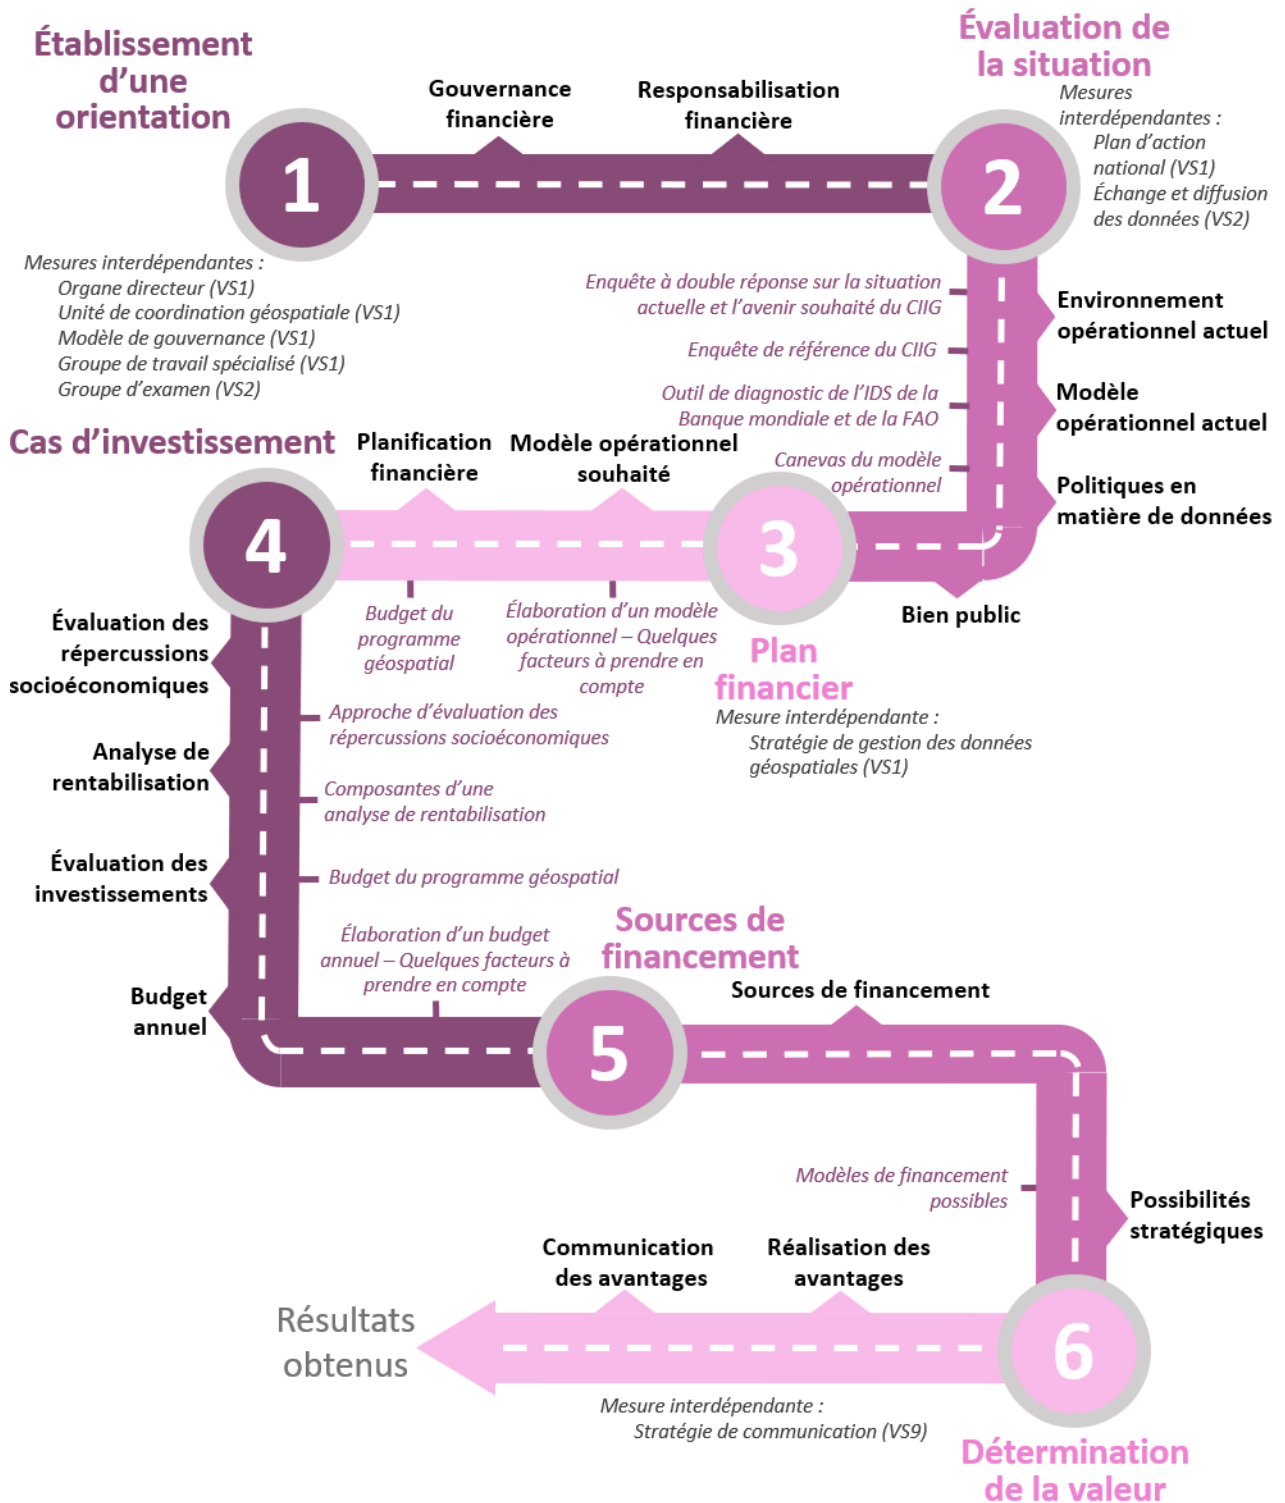 Établissement
d’une
orientation
1
Gouvernance
financière
Responsabilisation
financière
Mesures interdépendantes :
Organe directeur (VS1)
Unité de coordination géospatiale (VS1)
Modèle de gouvernance (VS1)
Groupe de travail spécialisé (VS1)
Groupe d’examen (VS2)
Évaluation de
la situation
2
Mesures
interdépendantes :
Plan d’action
national (VS1)
Échange et diffusion
des données (VS2)
Enquête à double réponse sur la situation
actuelle et l’avenir souhaité du CIIG
Enquête de référence du CIIG
Outil de diagnostic de l’IDS de la
Banque mondiale et de la FAO
Canevas du modèle
opérationnel
Environnement
opérationnel actuel
Modèle
opérationnel actuel
Politiques en
matière de données
Bien public
3
Plan
financier
Mesure interdépendante :
Stratégie de gestion des données
géospatiales (VS1)
Modèle opérationnel
souhaité
Planification
financière
Élaboration d’un modèle
opérationnel – Quelques
facteurs à prendre en
compte
Budget du
programme
géospatial
Cas d’investissement
4
Évaluation des
répercussions
socioéconomiques
Analyse de
rentabilisation
Évaluation des
investissements
Budget
annuel
Approche d’évaluation des
répercussions socioéconomiques
Composantes d’une
analyse de rentabilisation
Budget du programme géospatial
Élaboration d’un budget
annuel – Quelques facteurs à
prendre en compte
Sources de
financement
5
Sources de financement
Modèles de financement
possibles
Possibilités
stratégiques
6
Détermination
de la valeur
Réalisation des
avantages
Communication
des avantages
Mesure interdépendante :
Stratégie de communication (VS9)
Résultats
obtenus